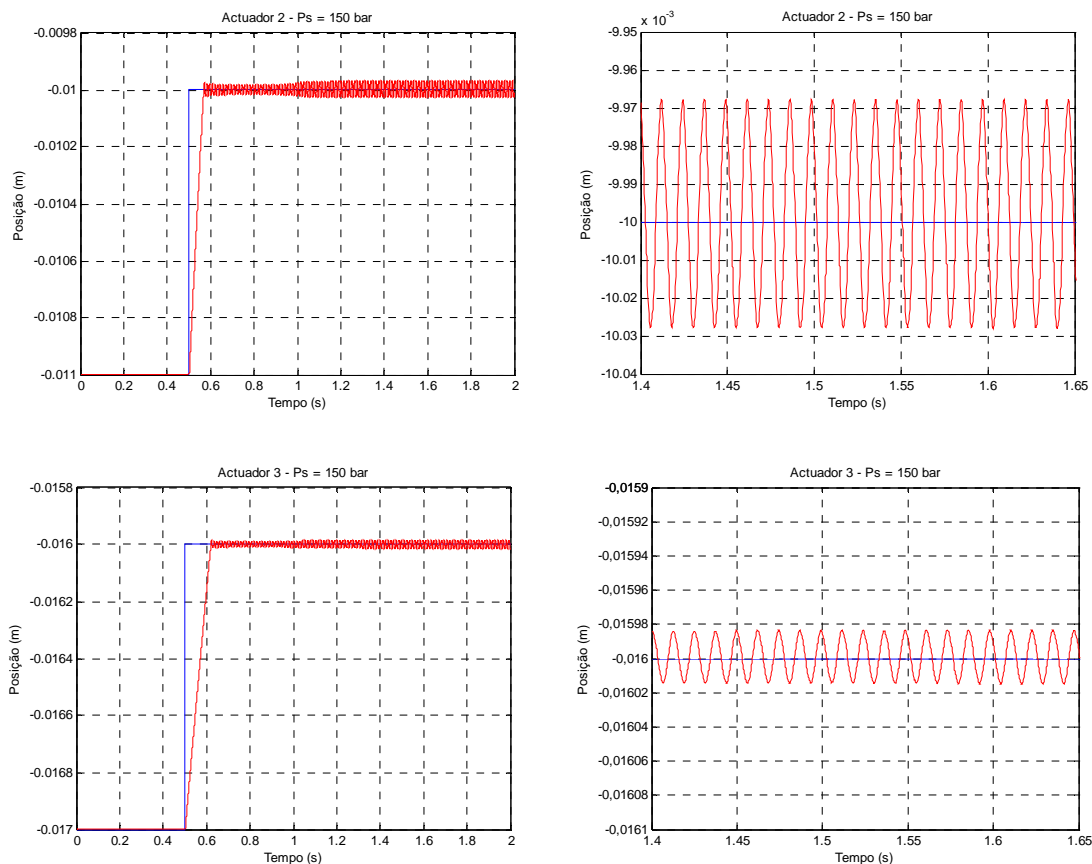 Actuador 2 - Ps = 150 bar
-0.0098
-0.01
-0.0102
-0.0104
-0.0106
-0.0108
-0.011
Posição (m)
0 0.2 0.4 0.6 0.8 1 1.2 1.4 1.6 1.8 2
Tempo (s)
Actuador 2 - Ps = 150 bar
x 10⁻³
-9.95
-9.96
-9.97
-9.98
-9.99
-10
-10.01
-10.02
-10.03
-10.04
Posição (m)
1.4 1.45 1.5 1.55 1.6 1.65
Tempo (s)
Actuador 3 - Ps = 150 bar
-0.0158
-0.016
-0.0162
-0.0164
-0.0166
-0.0168
-0.017
Posição (m)
0 0.2 0.4 0.6 0.8 1 1.2 1.4 1.6 1.8 2
Tempo (s)
Actuador 3 - Ps = 150 bar
-0,0159
-0,01592
-0,01594
-0,01596
-0,01598
-0,016
-0,01602
-0,01604
-0,01606
-0,01608
-0,0161
Posição (m)
1.4 1.45 1.5 1.55 1.6 1.65
Tempo (s)